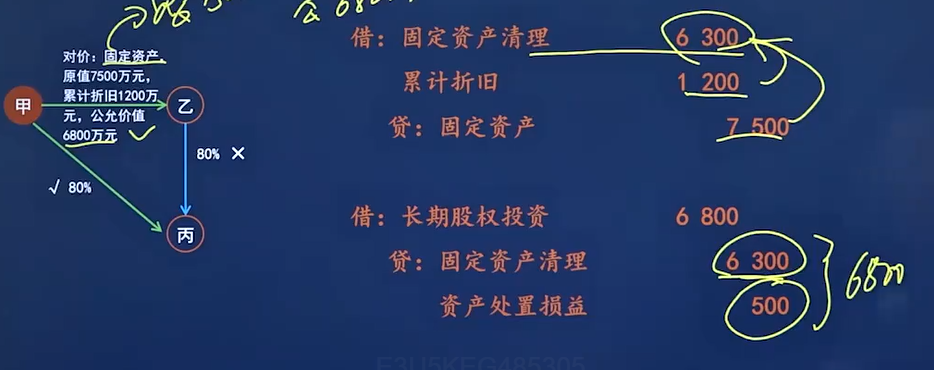 6800
借：固定资产清理 6 300
累计折旧 1 200
贷：固定资产 7 500
对价：固定资产，
原值7500万元，
累计折旧1200万
元，公允价值
6800万元
甲
乙
80% ×
√ 80%
丙
借：长期股权投资 6 800
贷：固定资产清理 6 300
资产处置损益 500
6800